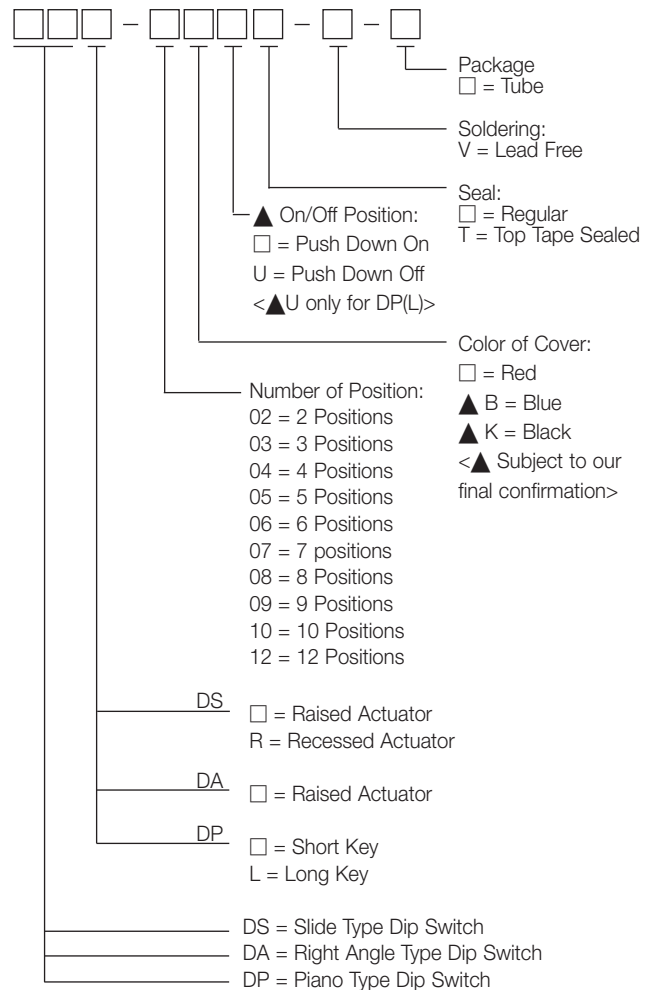 □□□ – □□□□ – □ – □
Package
□ = Tube
Soldering:
V = Lead Free
Seal:
□ = Regular
T = Top Tape Sealed
▲ On/Off Position:
□ = Push Down On
U = Push Down Off
<▲U only for DP(L)>
Color of Cover:
□ = Red
▲ B = Blue
▲ K = Black
<▲ Subject to our
final confirmation>
Number of Position:
02 = 2 Positions
03 = 3 Positions
04 = 4 Positions
05 = 5 Positions
06 = 6 Positions
07 = 7 positions
08 = 8 Positions
09 = 9 Positions
10 = 10 Positions
12 = 12 Positions
DS
□ = Raised Actuator
R = Recessed Actuator
DA
□ = Raised Actuator
DP
□ = Short Key
L = Long Key
DS = Slide Type Dip Switch
DA = Right Angle Type Dip Switch
DP = Piano Type Dip Switch